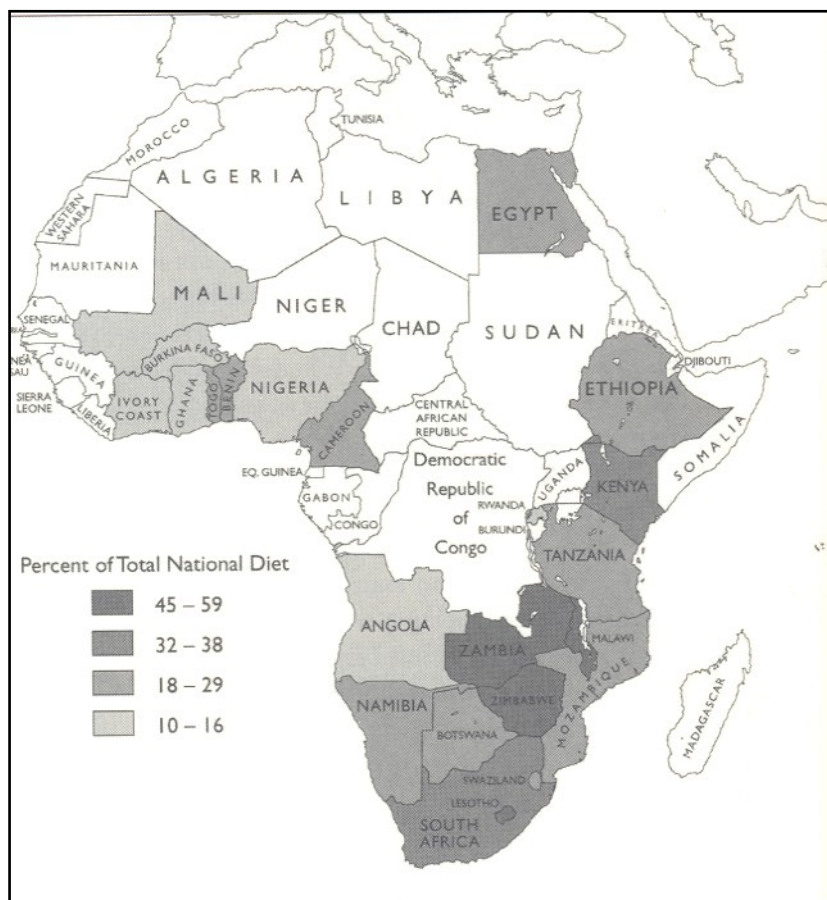 TUNISIA
MOROCCO
ALGERIA
LIBYA
EGYPT
WESTERN
SAHARA
MAURITANIA
MALI
NIGER
CHAD
SUDAN
ERITREA
DJIBOUTI
SENEGAL
GUINEA
SIERRA
LEONE
LIBERIA
IVORY
COAST
BURKINA FASO
GHANA
TOGO
BENIN
NIGERIA
CAMEROON
CENTRAL
AFRICAN
REPUBLIC
ETHIOPIA
SOMALIA
EQ. GUINEA
GABON
CONGO
Democratic
Republic
of
Congo
UGANDA
KENYA
RWANDA
BURUNDI
TANZANIA
Percent of Total National Diet
45 – 59
32 – 38
18 – 29
10 – 16
ANGOLA
ZAMBIA
MALAWI
MOZAMBIQUE
ZIMBABWE
NAMIBIA
BOTSWANA
MADAGASCAR
SWAZILAND
LESOTHO
SOUTH
AFRICA